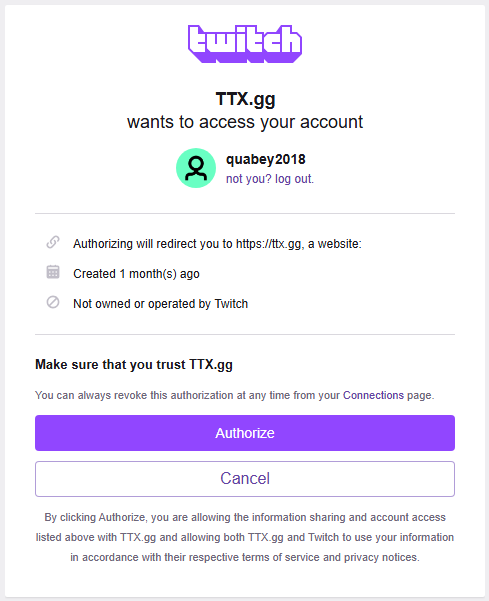 twitch
TTX.gg
wants to access your account
quabey2018
not you? log out.
Authorizing will redirect you to https://ttx.gg, a website:
Created 1 month(s) ago
Not owned or operated by Twitch
Make sure that you trust TTX.gg
You can always revoke this authorization at any time from your Connections page.
Authorize
Cancel
By clicking Authorize, you are allowing the information sharing and account access
listed above with TTX.gg and allowing both TTX.gg and Twitch to use your information
in accordance with their respective terms of service and privacy notices.